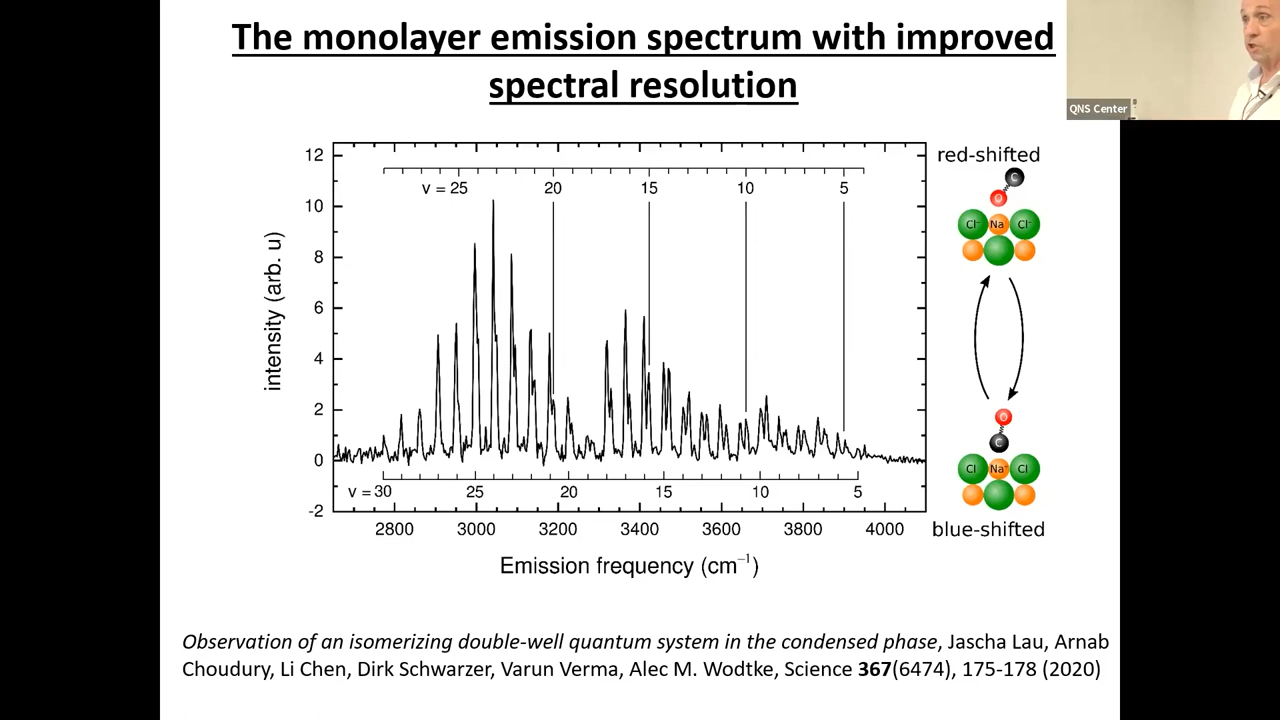 The monolayer emission spectrum with improved
spectral resolution
QNS Center
intensity (arb. u)
12
10
8
6
4
2
0
-2
v = 25 20 15 10 5
v = 30 25 20 15 10 5
2800 3000 3200 3400 3600 3800 4000
Emission frequency (cm⁻¹)
red-shifted
C
O
Cl⁻ Na Cl⁻
O
C
Cl Na⁺ Cl
blue-shifted
Observation of an isomerizing double-well quantum system in the condensed phase, Jascha Lau, Arnab
Choudury, Li Chen, Dirk Schwarzer, Varun Verma, Alec M. Wodtke, Science 367(6474), 175-178 (2020)